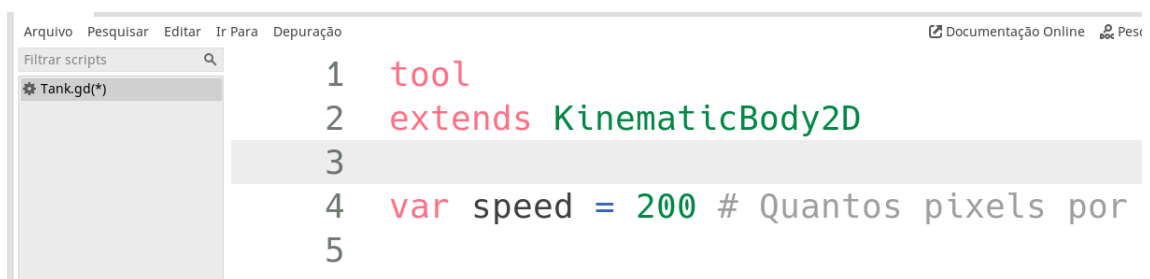 Arquivo Pesquisar Editar Ir Para Depuração Documentação Online
Filtrar scripts
Tank.gd(*)
1 tool
2 extends KinematicBody2D
3
4 var speed = 200 # Quantos pixels por
5